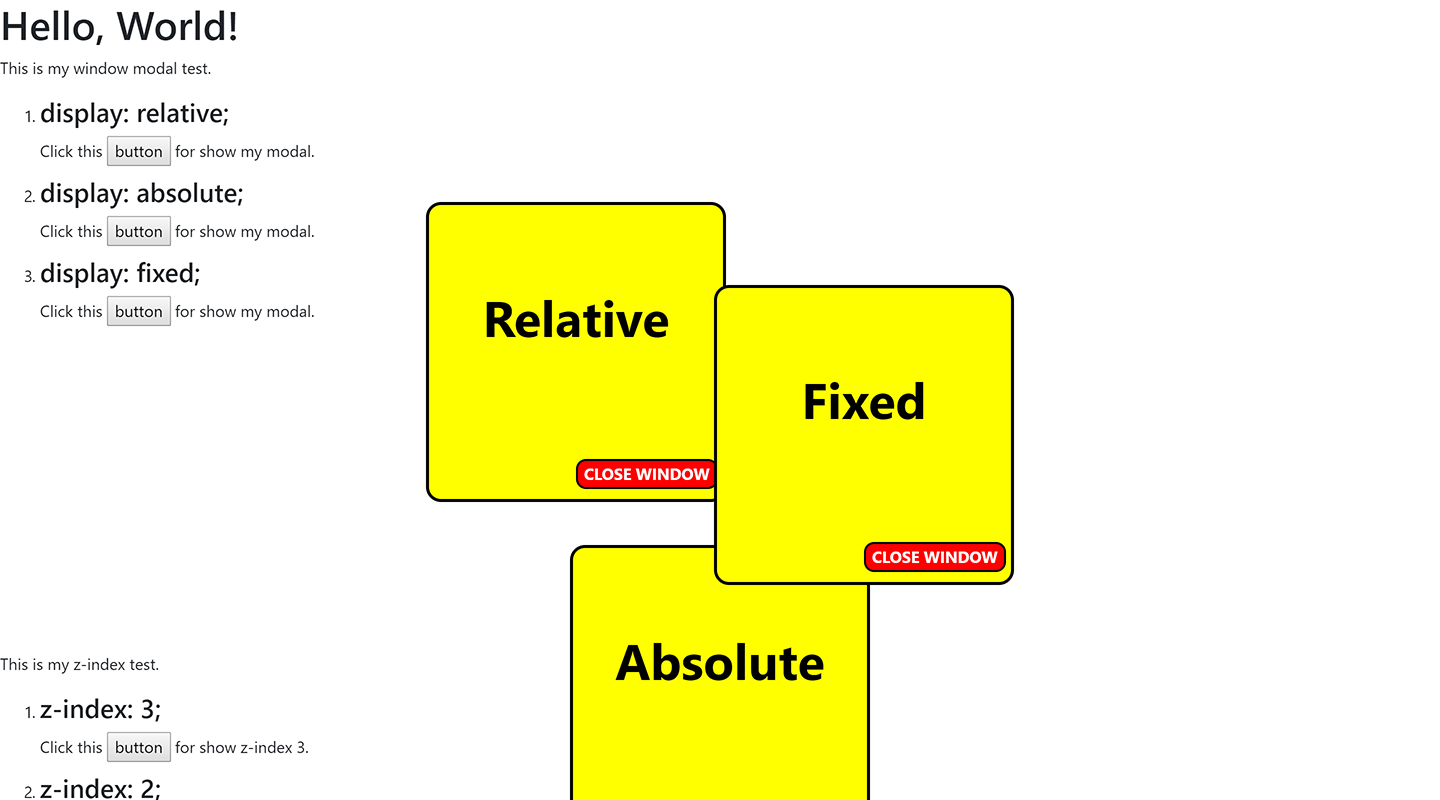 Hello, World!
This is my window modal test.
1. display: relative;
Click this button for show my modal.
2. display: absolute;
Click this button for show my modal.
3. display: fixed;
Click this button for show my modal.
Relative
CLOSE WINDOW
Fixed
CLOSE WINDOW
Absolute
This is my z-index test.
1. z-index: 3;
Click this button for show z-index 3.
2. z-index: 2;